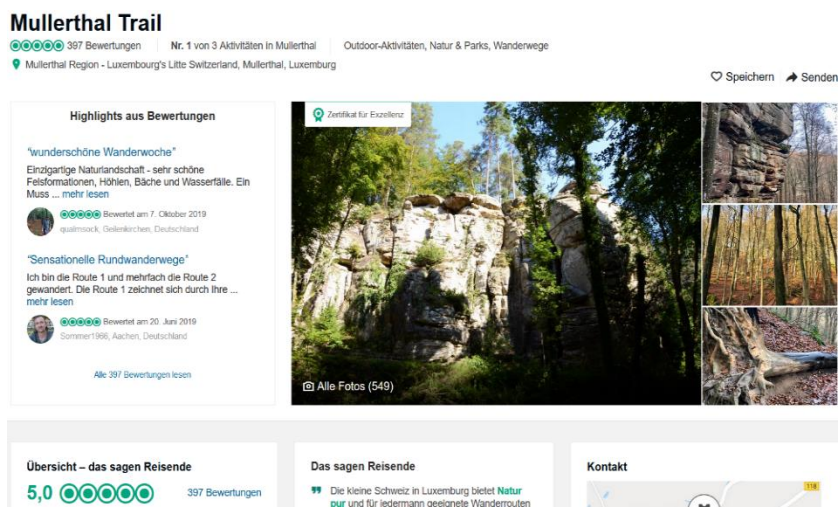 Mullerthal Trail
397 Bewertungen Nr. 1 von 3 Aktivitäten in Mullerthal Outdoor-Aktivitäten, Natur & Parks, Wanderwege
Mullerthal Region - Luxembourg's Litte Switzerland, Mullerthal, Luxemburg
Speichern Senden
Highlights aus Bewertungen
"wunderschöne Wanderwoche"
Einzigartige Naturlandschaft - sehr schöne
Felsformationen, Höhlen, Bäche und Wasserfälle. Ein
Muss ... mehr lesen
Bewertet am 7. Oktober 2019
qualmsock, Geilenkirchen, Deutschland
"Sensationelle Rundwanderwege"
Ich bin die Route 1 und mehrfach die Route 2
gewandert. Die Route 1 zeichnet sich durch Ihre ...
mehr lesen
Bewertet am 20. Juni 2019
Sommer1966, Aachen, Deutschland
Alle 397 Bewertungen lesen
Zertifikat für Exzellenz
Alle Fotos (549)
Übersicht – das sagen Reisende
5,0 397 Bewertungen
Das sagen Reisende
Die kleine Schweiz in Luxemburg bietet Natur
pur und für jedermann geeignete Wanderrouten
Kontakt
118